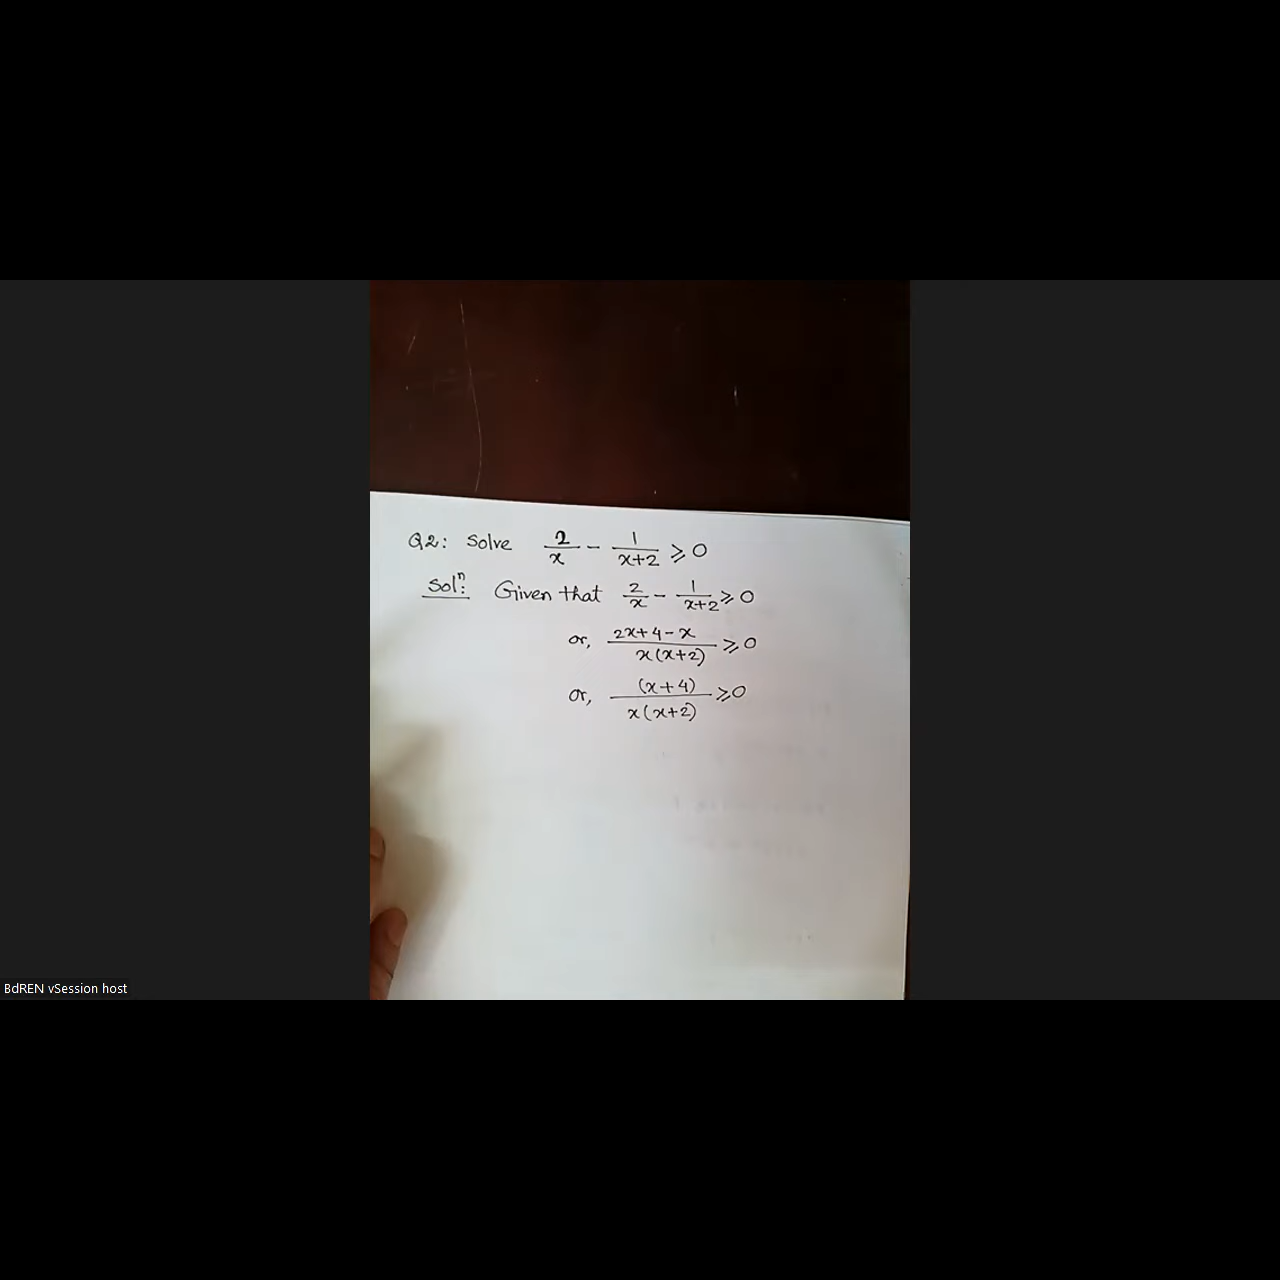 Q2: Solve 2/x - 1/(x+2) ≥ 0
Solⁿ: Given that 2/x - 1/(x+2) ≥ 0
or, (2x+4-x)/(x(x+2)) ≥ 0
or, (x+4)/(x(x+2)) ≥ 0
BdREN vSession host